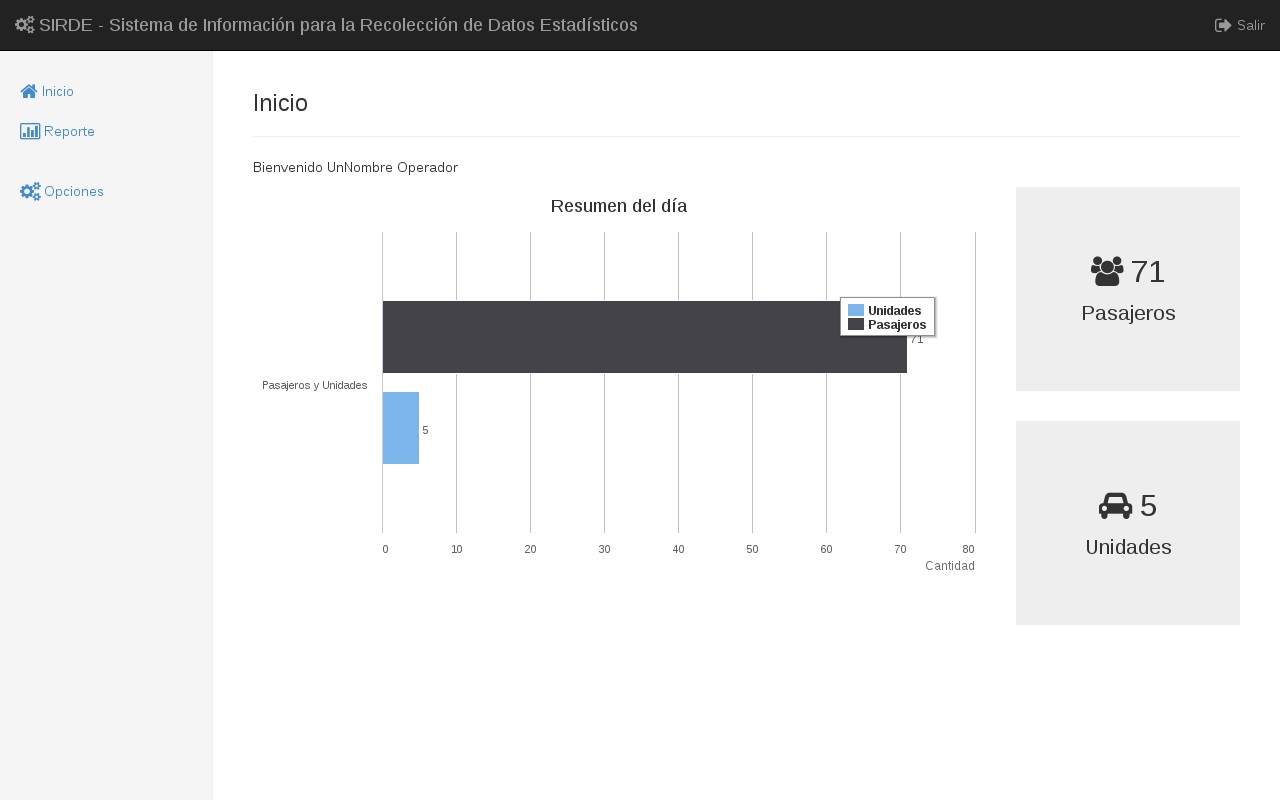 SIRDE - Sistema de Información para la Recolección de Datos Estadísticos
Salir
Inicio
Reporte
Opciones
Inicio
Bienvenido UnNombre Operador
Resumen del día
Unidades
Pasajeros
71
Pasajeros y Unidades
5
0 10 20 30 40 50 60 70 80
Cantidad
71
Pasajeros
5
Unidades